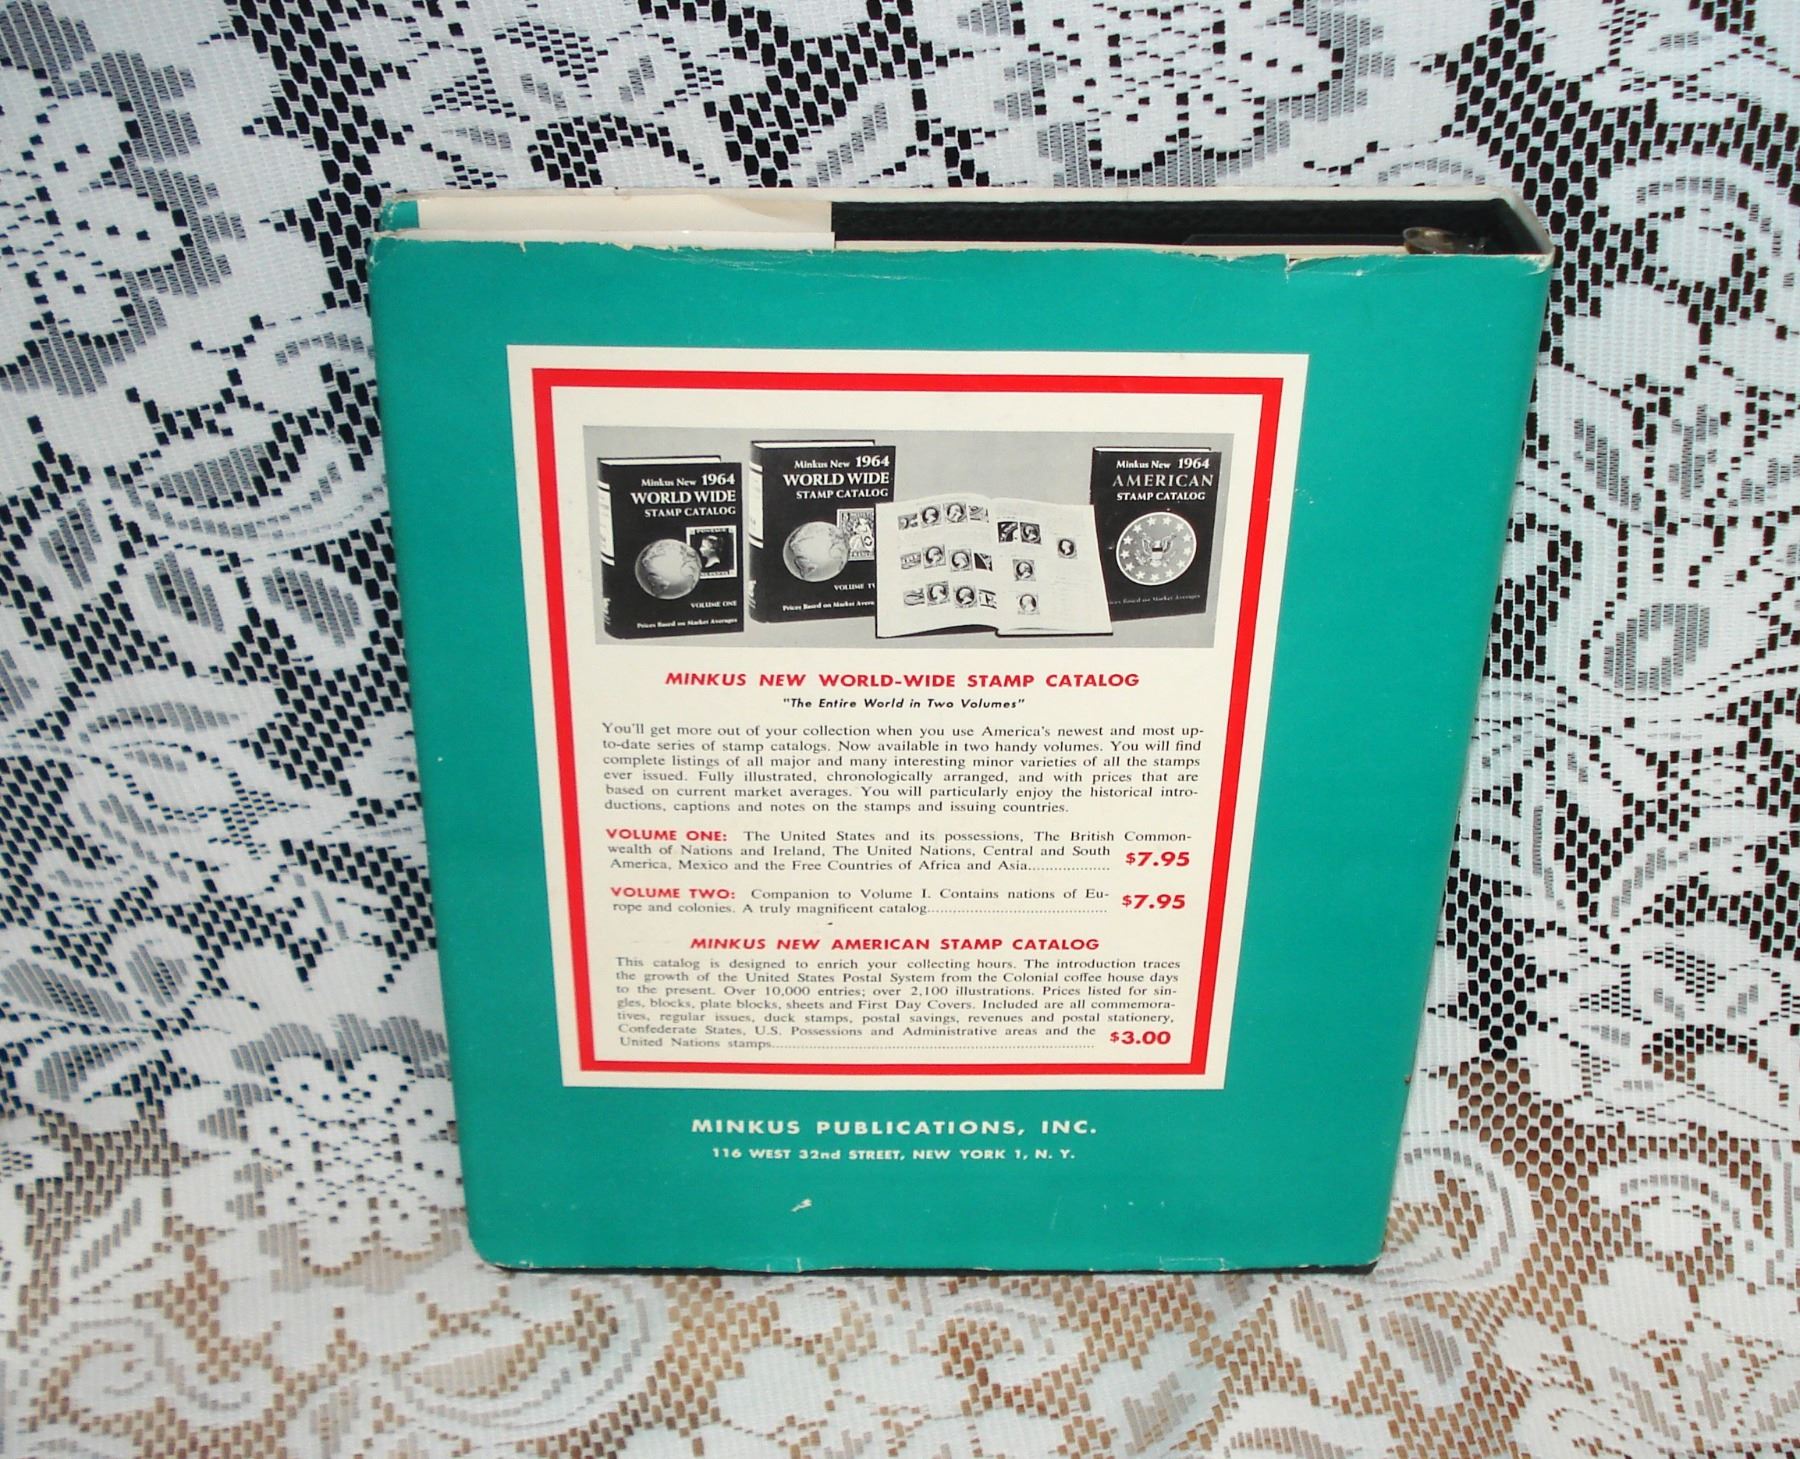 Minkus New 1964
WORLD WIDE
STAMP CATALOG
VOLUME ONE
Prices Based on Market Averages
Minkus New 1964
WORLD WIDE
STAMP CATALOG
VOLUME
Prices Based on Market
Minkus New 1964
AMERICAN
STAMP CATALOG
Based on Market Averages
MINKUS NEW WORLD-WIDE STAMP CATALOG
"The Entire World in Two Volumes"
You'll get more out of your collection when you use America's newest and most up-
to-date series of stamp catalogs. Now available in two handy volumes. You will find
complete listings of all major and many interesting minor varieties of all the stamps
ever issued. Fully illustrated, chronologically arranged, and with prices that are
based on current market averages. You will particularly enjoy the historical intro-
ductions, captions and notes on the stamps and issuing countries.
VOLUME ONE: The United States and its possessions, The British Common-
wealth of Nations and Ireland, The United Nations, Central and South
America, Mexico and the Free Countries of Africa and Asia.................... $7.95
VOLUME TWO: Companion to Volume I. Contains nations of Eu-
rope and colonies. A truly magnificent catalog............................................ $7.95
MINKUS NEW AMERICAN STAMP CATALOG
This catalog is designed to enrich your collecting hours. The introduction traces
the growth of the United States Postal System from the Colonial coffee house days
to the present. Over 10,000 entries; over 2,100 illustrations. Prices listed for sin-
gles, blocks, plate blocks, sheets and First Day Covers. Included are all commemora-
tives, regular issues, duck stamps, postal savings, revenues and postal stationery,
Confederate States, U.S. Possessions and Administrative areas and the
United Nations stamps.................................................................................. $3.00
MINKUS PUBLICATIONS, INC.
116 WEST 32nd STREET, NEW YORK 1, N. Y.